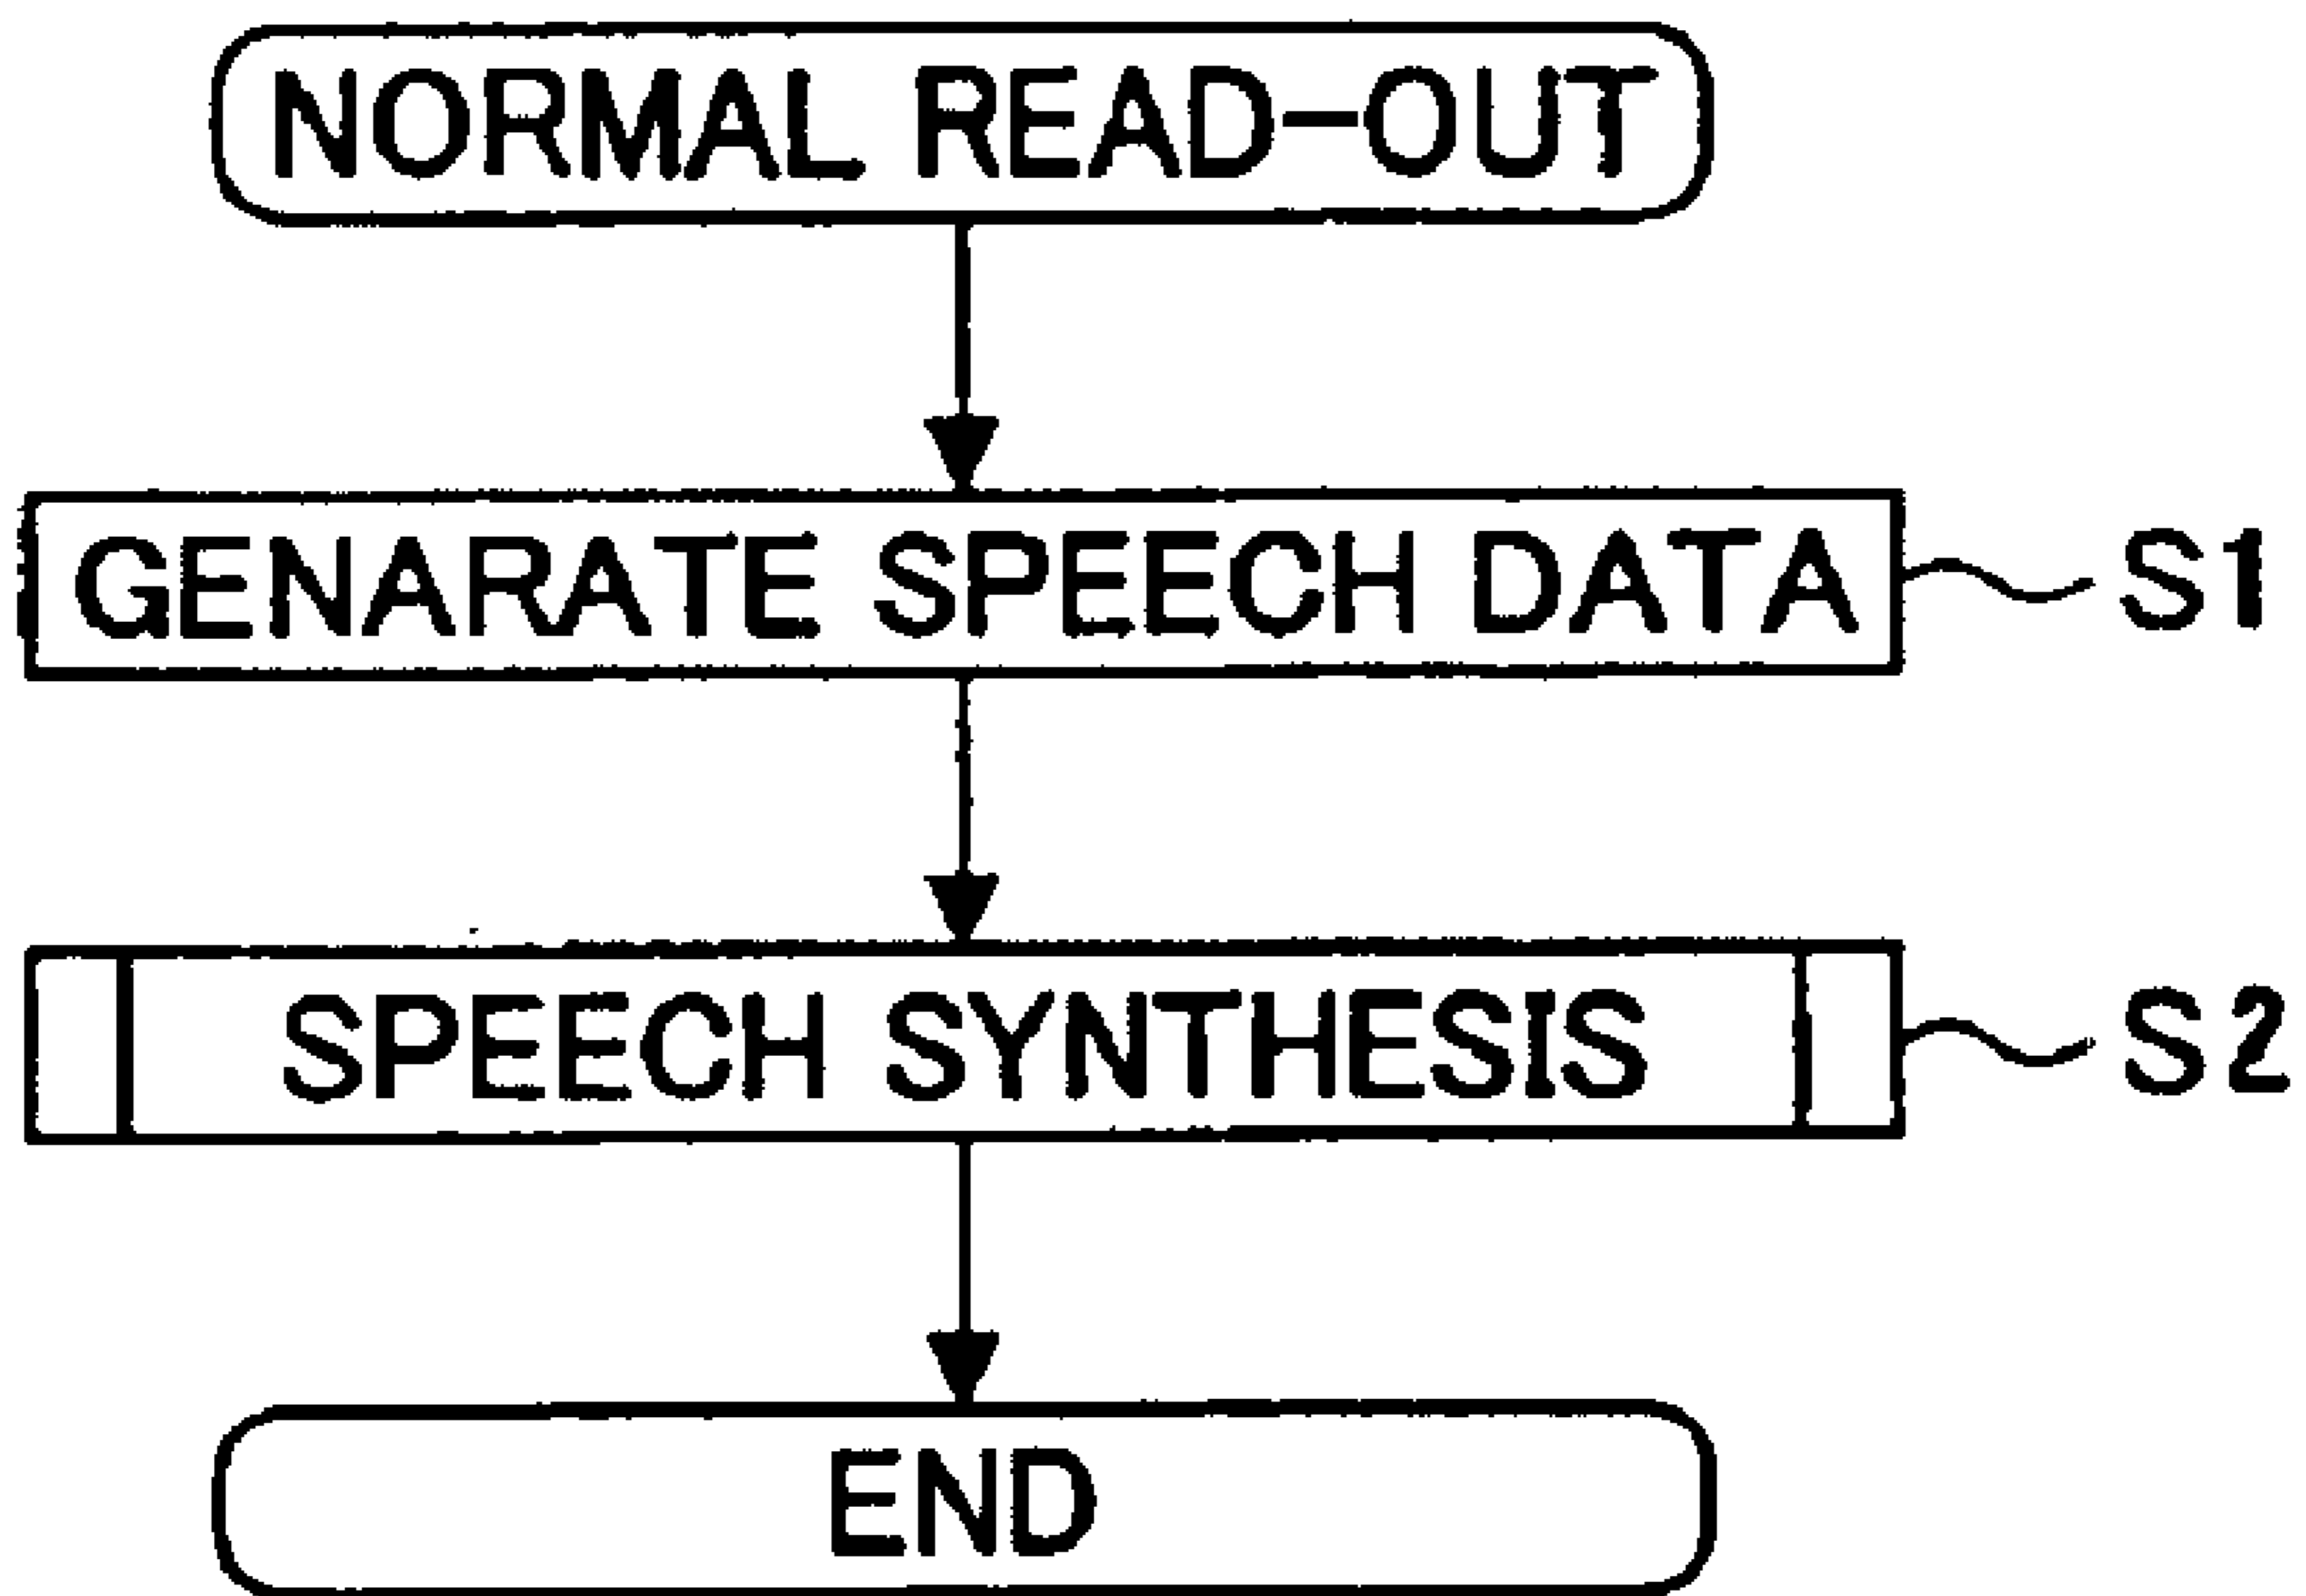 NORMAL READ-OUT
GENARATE SPEECH DATA
S1
SPEECH SYNTHESIS
S2
END